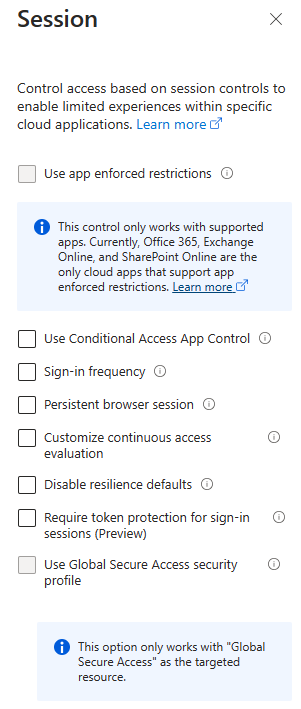 Session
Control access based on session controls to
enable limited experiences within specific
cloud applications. Learn more
Use app enforced restrictions
This control only works with supported
apps. Currently, Office 365, Exchange
Online, and SharePoint Online are the
only cloud apps that support app
enforced restrictions. Learn more
Use Conditional Access App Control
Sign-in frequency
Persistent browser session
Customize continuous access
evaluation
Disable resilience defaults
Require token protection for sign-in
sessions (Preview)
Use Global Secure Access security
profile
This option only works with "Global
Secure Access" as the targeted
resource.